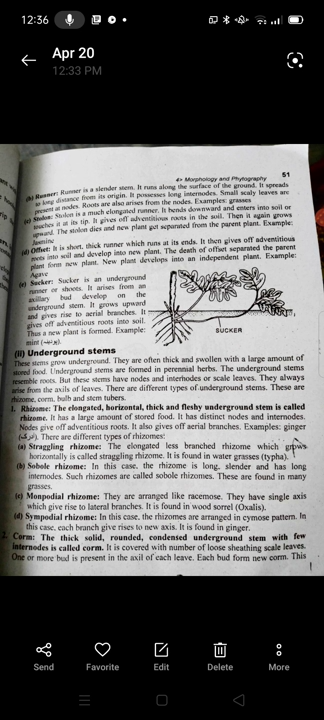 12:36
Apr 20
12:33 PM
4> Morphology and Phytography 51
(b) Runner: Runner is a slender stem. It runs along the surface of the ground. It spreads
to long distance from its origin. It possesses long internodes. Small scaly leaves are
present at nodes. Roots are also arises from the nodes. Examples: grasses
(c) Stolon: Stolon is a much elongated runner. It bends downward and enters into soil or
touches it at its tip. It gives off adventitious roots in the soil. Then it again grows
upward. The stolon dies and new plant get separated from the parent plant. Example:
Jasmine
(d) Offset: It is short, thick runner which runs at its ends. It then gives off adventitious
roots into soil and develop into new plant. The death of offset separated the parent
plant form new plant. New plant develops into an independent plant. Example:
Agave
(e) Sucker: Sucker is an underground
runner or shoots. It arises from an
axillary bud develop on the
underground stem. It grows upward
and gives rise to aerial branches. It
gives off adventitious roots into soil.
Thus a new plant is formed. Example:
mint
SUCKER
(II) Underground stems
These stems grow underground. They are often thick and swollen with a large amount of
stored food. Underground stems are formed in perennial herbs. The underground stems
resemble roots. But these stems have nodes and internodes or scale leaves. They always
arise from the axils of leaves. There are different types of underground stems. These are
rhizome, corm, bulb and stem tubers.
1. Rhizome: The elongated, horizontal, thick and fleshy underground stem is called
rhizome. It has a large amount of stored food. It has distinct nodes and internodes.
Nodes give off adventitious roots. It also gives off aerial branches. Examples: ginger
There are different types of rhizomes:
(a) Straggling rhizome: The elongated less branched rhizome which grows
horizontally is called straggling rhizome. It is found in water grasses (typha).
(b) Sobole rhizome: In this case, the rhizome is long, slender and has long
internodes. Such rhizomes are called sobole rhizomes. These are found in many
grasses.
(c) Monpodial rhizome: They are arranged like racemose. They have single axis
which give rise to lateral branches. It is found in wood sorrel (Oxalis).
(d) Sympodial rhizome: In this case, the rhizomes are arranged in cymose pattern. In
this case, each branch give rises to new axis. It is found in ginger.
Corm: The thick solid, rounded, condensed underground stem with few
internodes is called corm. It is covered with number of loose sheathing scale leaves.
One or more bud is present in the axil of each leave. Each bud form new corm. This
Send
Favorite
Edit
Delete
More